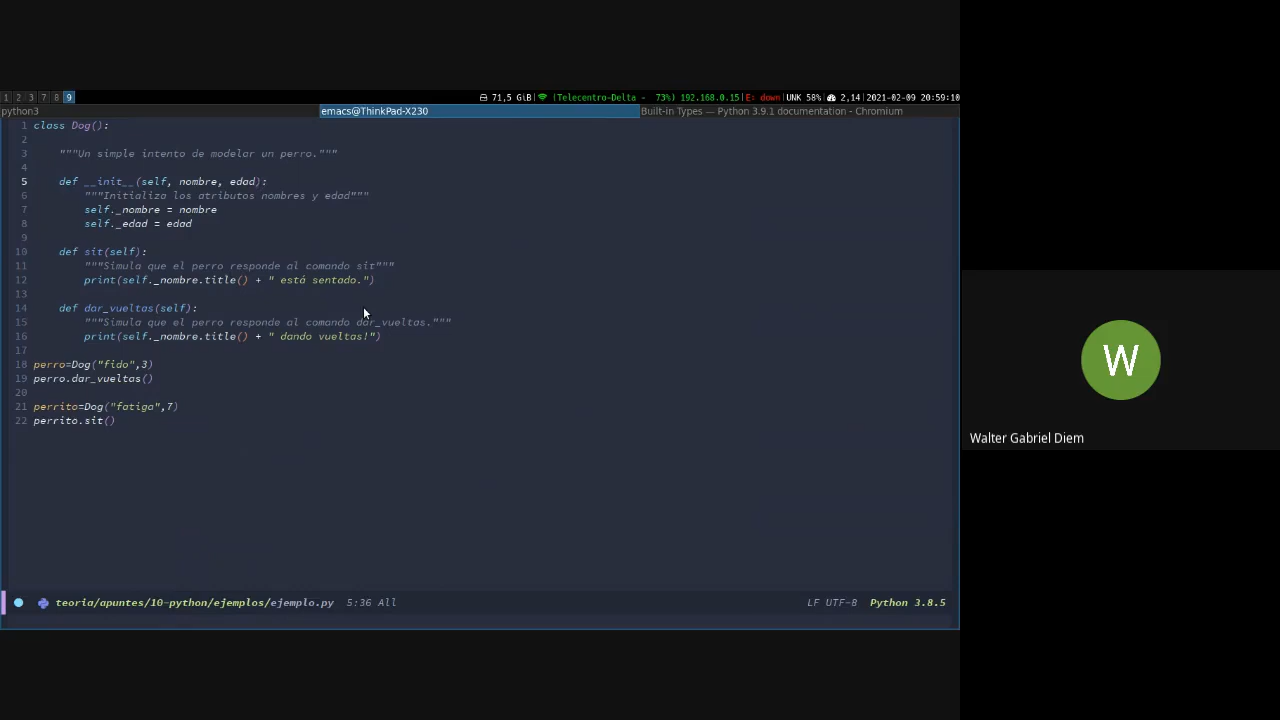 1 2 3 7 8 9 71,5 GiB| (Telecentro-Delta - 73%) 192.168.0.15|E: down|UNK 58%| 2,14|2021-02-09 20:59:10
python3 emacs@ThinkPad-X230 Built-in Types — Python 3.9.1 documentation - Chromium
1 class Dog():
2
3 """Un simple intento de modelar un perro."""
4
5 def __init__(self, nombre, edad):
6 """Initializa los atributos nombres y edad"""
7 self._nombre = nombre
8 self._edad = edad
9
10 def sit(self):
11 """Simula que el perro responde al comando sit"""
12 print(self._nombre.title() + " está sentado.")
13
14 def dar_vueltas(self):
15 """Simula que el perro responde al comando dar_vueltas."""
16 print(self._nombre.title() + " dando vueltas!")
17
18 perro=Dog("fido",3)
19 perro.dar_vueltas()
20
21 perrito=Dog("fatiga",7)
22 perrito.sit()
teoria/apuntes/10-python/ejemplos/ejemplo.py 5:36 All LF UTF-8 Python 3.8.5
W
Walter Gabriel Diem